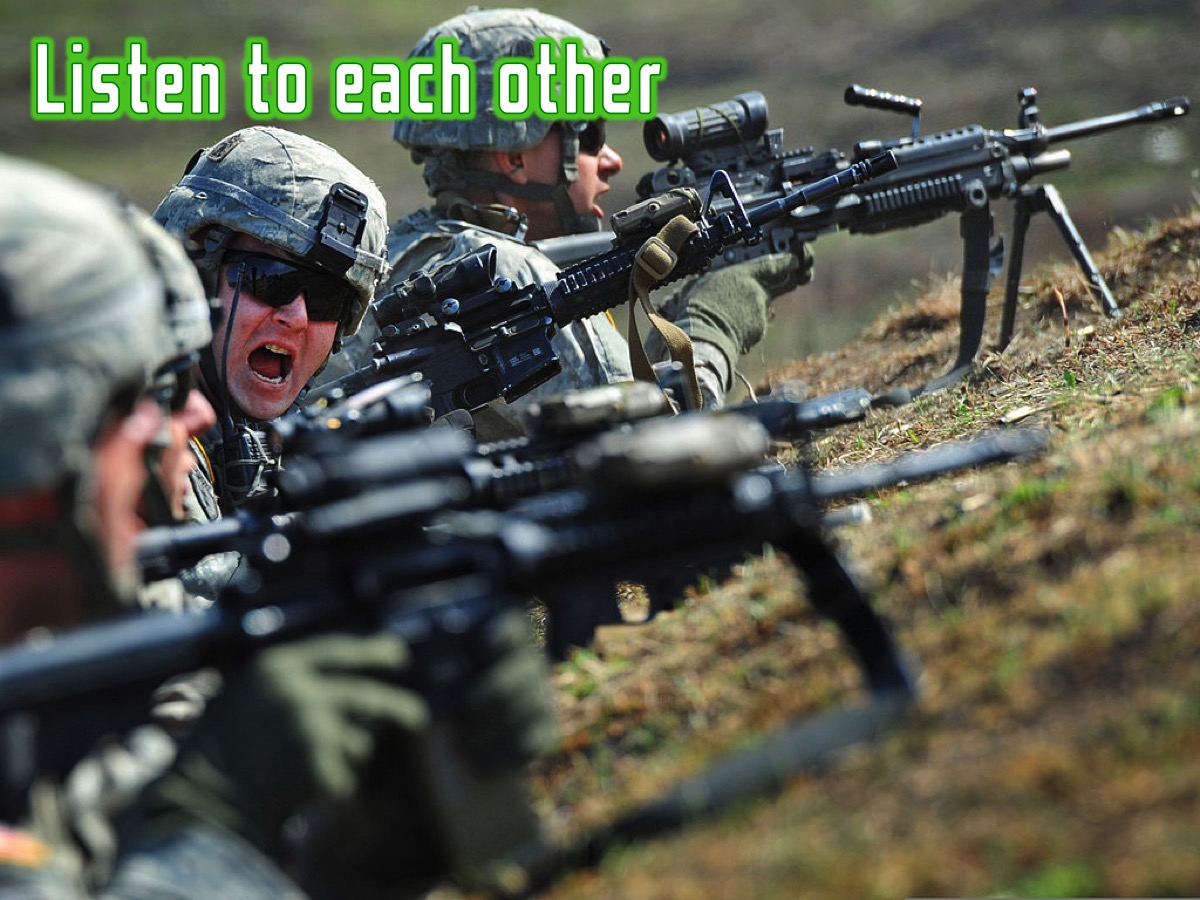 Listen to each other